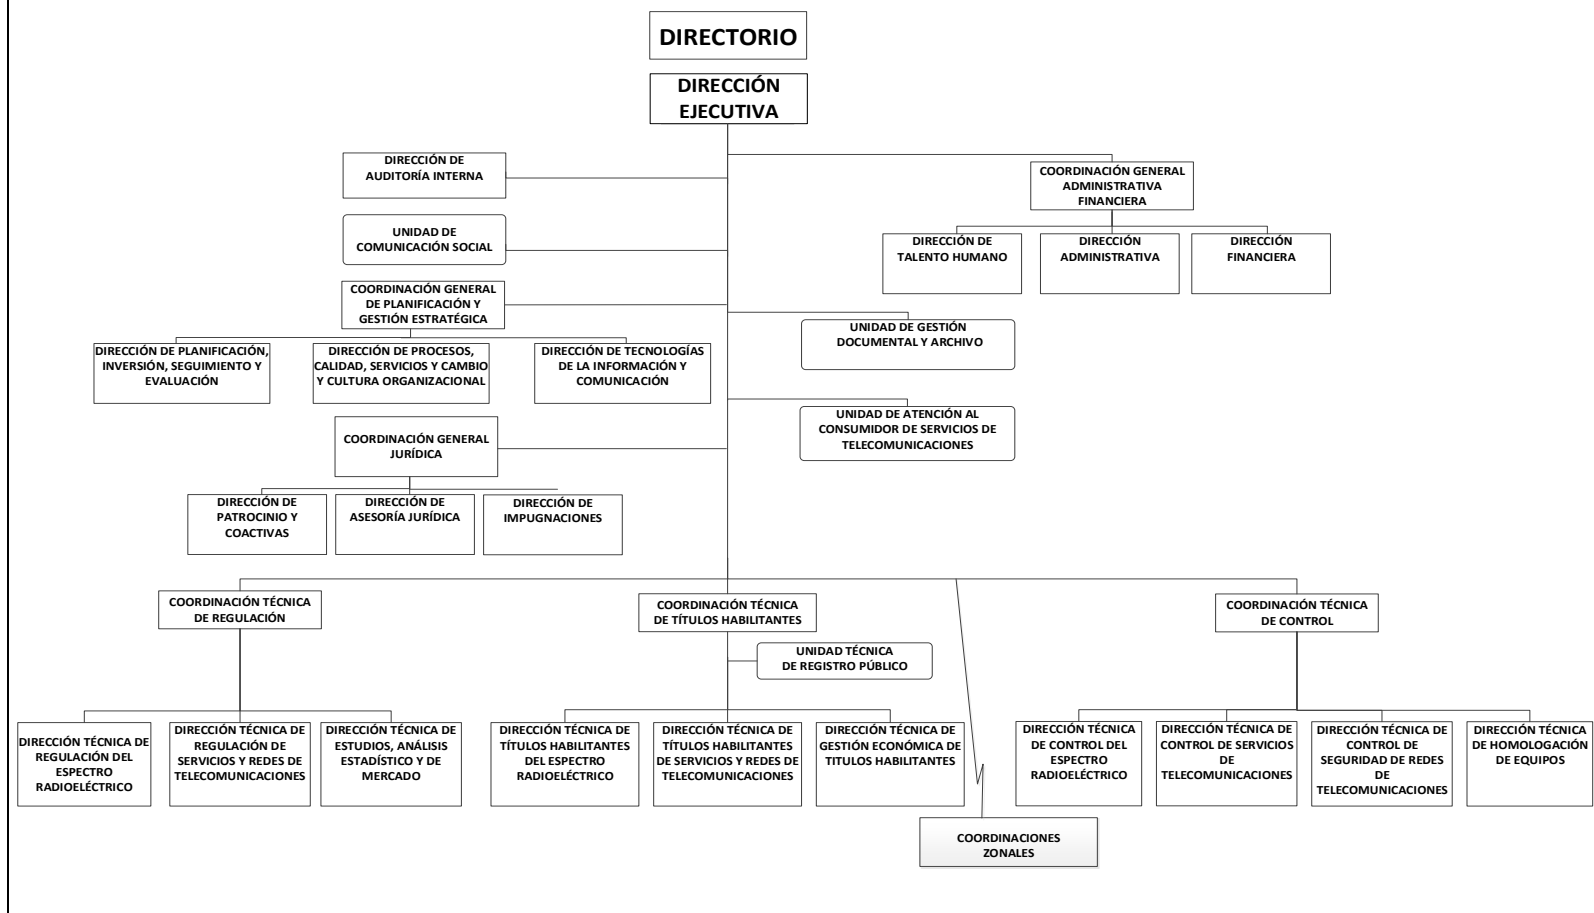 DIRECTORIO
DIRECCIÓN
EJECUTIVA
DIRECCIÓN DE
AUDITORÍA INTERNA
COORDINACIÓN GENERAL
ADMINISTRATIVA
FINANCIERA
UNIDAD DE
COMUNICACIÓN SOCIAL
DIRECCIÓN DE
TALENTO HUMANO
DIRECCIÓN
ADMINISTRATIVA
DIRECCIÓN
FINANCIERA
COORDINACIÓN GENERAL
DE PLANIFICACIÓN Y
GESTIÓN ESTRATÉGICA
UNIDAD DE GESTIÓN
DOCUMENTAL Y ARCHIVO
DIRECCIÓN DE PLANIFICACIÓN,
INVERSIÓN, SEGUIMIENTO Y
EVALUACIÓN
DIRECCIÓN DE PROCESOS,
CALIDAD, SERVICIOS Y CAMBIO
Y CULTURA ORGANIZACIONAL
DIRECCIÓN DE TECNOLOGÍAS
DE LA INFORMACIÓN Y
COMUNICACIÓN
UNIDAD DE ATENCIÓN AL
CONSUMIDOR DE SERVICIOS DE
TELECOMUNICACIONES
COORDINACIÓN GENERAL
JURÍDICA
DIRECCIÓN DE
PATROCINIO Y
COACTIVAS
DIRECCIÓN DE
ASESORÍA JURÍDICA
DIRECCIÓN DE
IMPUGNACIONES
COORDINACIÓN TÉCNICA
DE REGULACIÓN
COORDINACIÓN TÉCNICA
DE TÍTULOS HABILITANTES
COORDINACIÓN TÉCNICA
DE CONTROL
UNIDAD TÉCNICA
DE REGISTRO PÚBLICO
DIRECCIÓN TÉCNICA DE
REGULACIÓN DEL
ESPECTRO
RADIOELÉCTRICO
DIRECCIÓN TÉCNICA DE
REGULACIÓN DE
SERVICIOS Y REDES DE
TELECOMUNICACIONES
DIRECCIÓN TÉCNICA DE
ESTUDIOS, ANÁLISIS
ESTADÍSTICO Y DE
MERCADO
DIRECCIÓN TÉCNICA DE
TÍTULOS HABILITANTES
DEL ESPECTRO
RADIOELÉCTRICO
DIRECCIÓN TÉCNICA DE
TÍTULOS HABILITANTES
DE SERVICIOS Y REDES DE
TELECOMUNICACIONES
DIRECCIÓN TÉCNICA DE
GESTIÓN ECONÓMICA DE
TITULOS HABILITANTES
DIRECCIÓN TÉCNICA
DE CONTROL DEL
ESPECTRO
RADIOELÉCTRICO
DIRECCIÓN TÉCNICA DE
CONTROL DE SERVICIOS
DE
TELECOMUNICACIONES
DIRECCIÓN TÉCNICA DE
CONTROL DE
SEGURIDAD DE REDES
DE
TELECOMUNICACIONES
DIRECCIÓN TÉCNICA
DE HOMOLOGACIÓN
DE EQUIPOS
COORDINACIONES
ZONALES